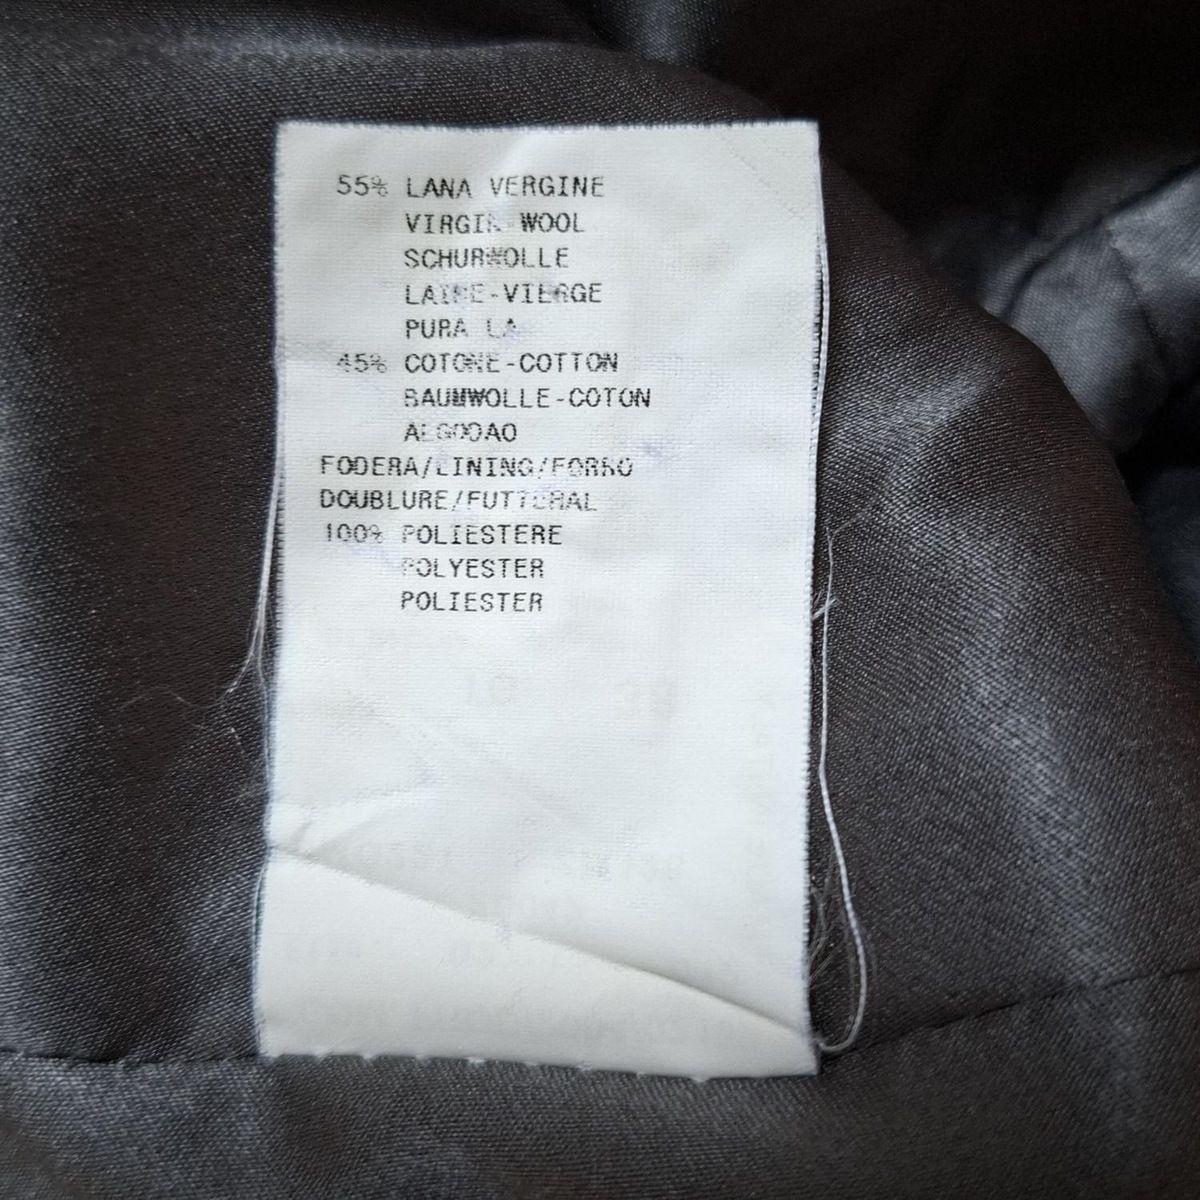 55% LANA VERGINE
VIRGIN WOOL
SCHURWOLLE
LAINE-VIERGE
PURA LA
45% COTONE-COTTON
BAUMWOLLE-COTON
ALGODAO
FODERA/LINING/FORRO
DOUBLURE/FUTTERAL
100% POLIESTERE
POLYESTER
POLIESTER